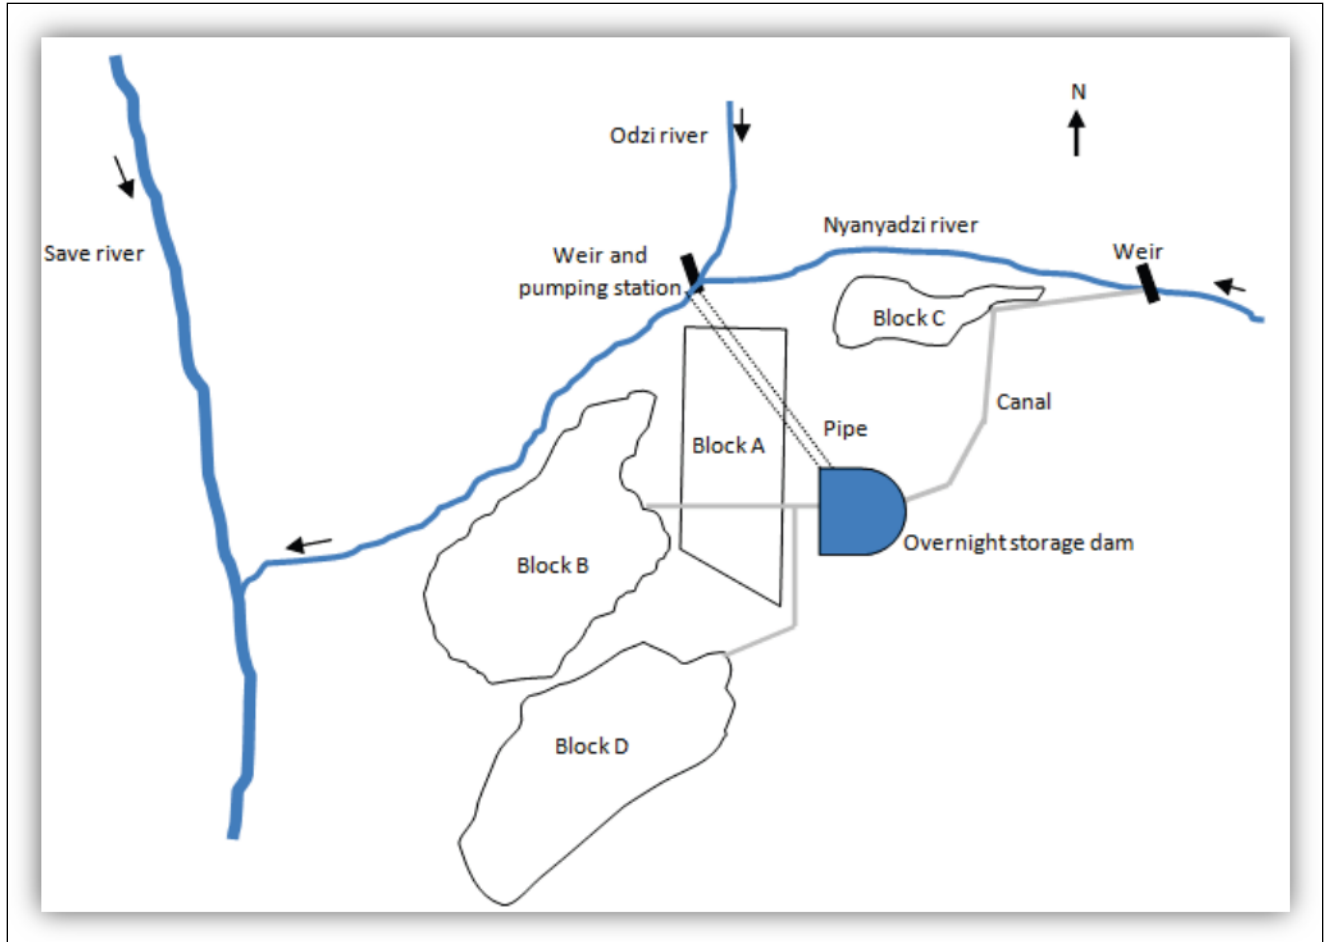 N
Odzi river
Nyanyadzi river
Save river
Weir and
pumping station
Weir
Block C
Canal
Pipe
Block A
Overnight storage dam
Block B
Block D